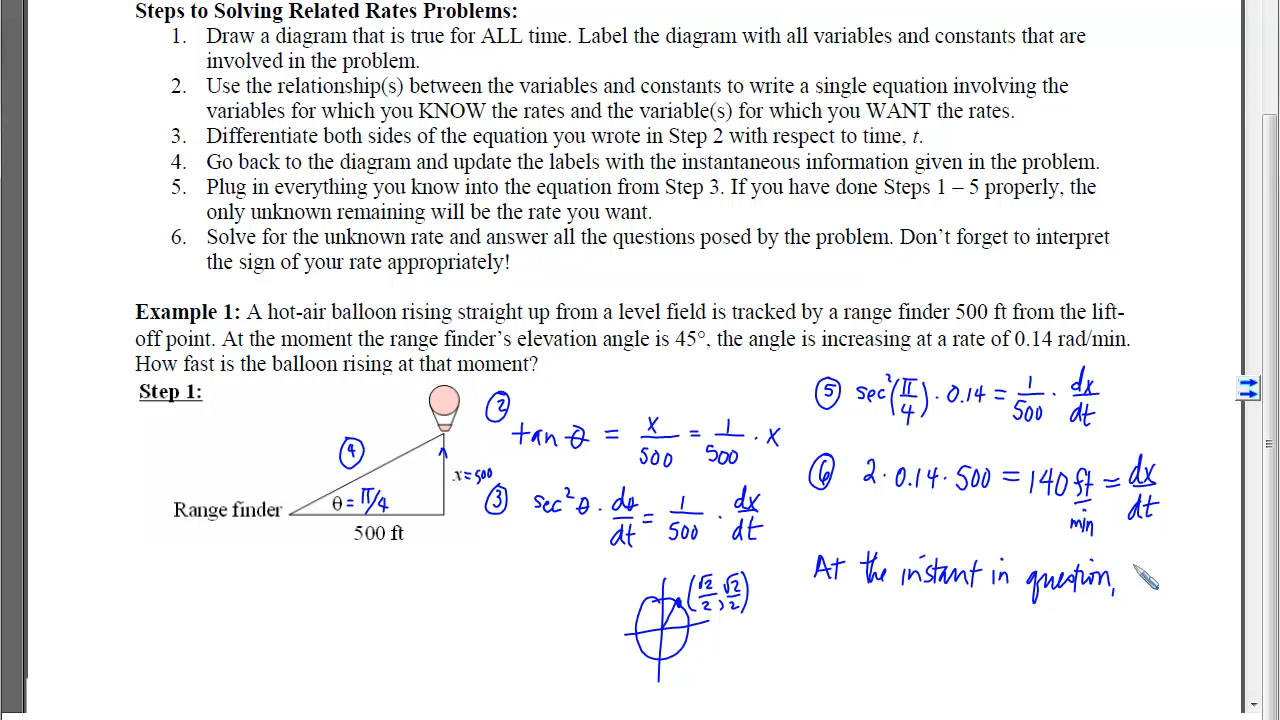 Steps to Solving Related Rates Problems:
1. Draw a diagram that is true for ALL time. Label the diagram with all variables and constants that are
involved in the problem.
2. Use the relationship(s) between the variables and constants to write a single equation involving the
variables for which you KNOW the rates and the variable(s) for which you WANT the rates.
3. Differentiate both sides of the equation you wrote in Step 2 with respect to time, t.
4. Go back to the diagram and update the labels with the instantaneous information given in the problem.
5. Plug in everything you know into the equation from Step 3. If you have done Steps 1 – 5 properly, the
only unknown remaining will be the rate you want.
6. Solve for the unknown rate and answer all the questions posed by the problem. Don’t forget to interpret
the sign of your rate appropriately!
Example 1: A hot-air balloon rising straight up from a level field is tracked by a range finder 500 ft from the lift-
off point. At the moment the range finder’s elevation angle is 45°, the angle is increasing at a rate of 0.14 rad/min.
How fast is the balloon rising at that moment?
Step 1:
④
x = 500
θ = π/4
Range finder
500 ft
②
tan θ = x/500 = 1/500 · x
③ sec² θ · dθ/dt = 1/500 · dx/dt
(√2/2, √2/2)
⑤ sec²(π/4) · 0.14 = 1/500 · dx/dt
⑥ 2 · 0.14 · 500 = 140 ft/min = dx/dt
At the instant in question,